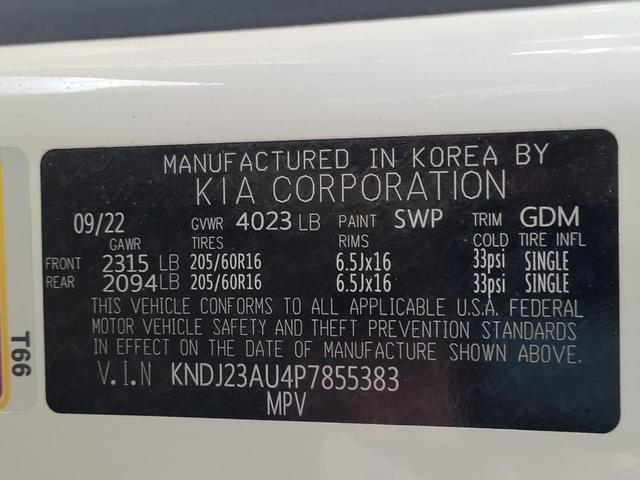 MANUFACTURED IN KOREA BY
KIA CORPORATION
09/22 GVWR 4023 LB PAINT SWP TRIM GDM
GAWR TIRES RIMS COLD TIRE INFL
FRONT 2315 LB 205/60R16 6.5Jx16 33psi SINGLE
REAR 2094 LB 205/60R16 6.5Jx16 33psi SINGLE
THIS VEHICLE CONFORMS TO ALL APPLICABLE U.S.A. FEDERAL
MOTOR VEHICLE SAFETY AND THEFT PREVENTION STANDARDS
IN EFFECT ON THE DATE OF MANUFACTURE SHOWN ABOVE.
V.I.N KNDJ23AU4P7855383
MPV
T66